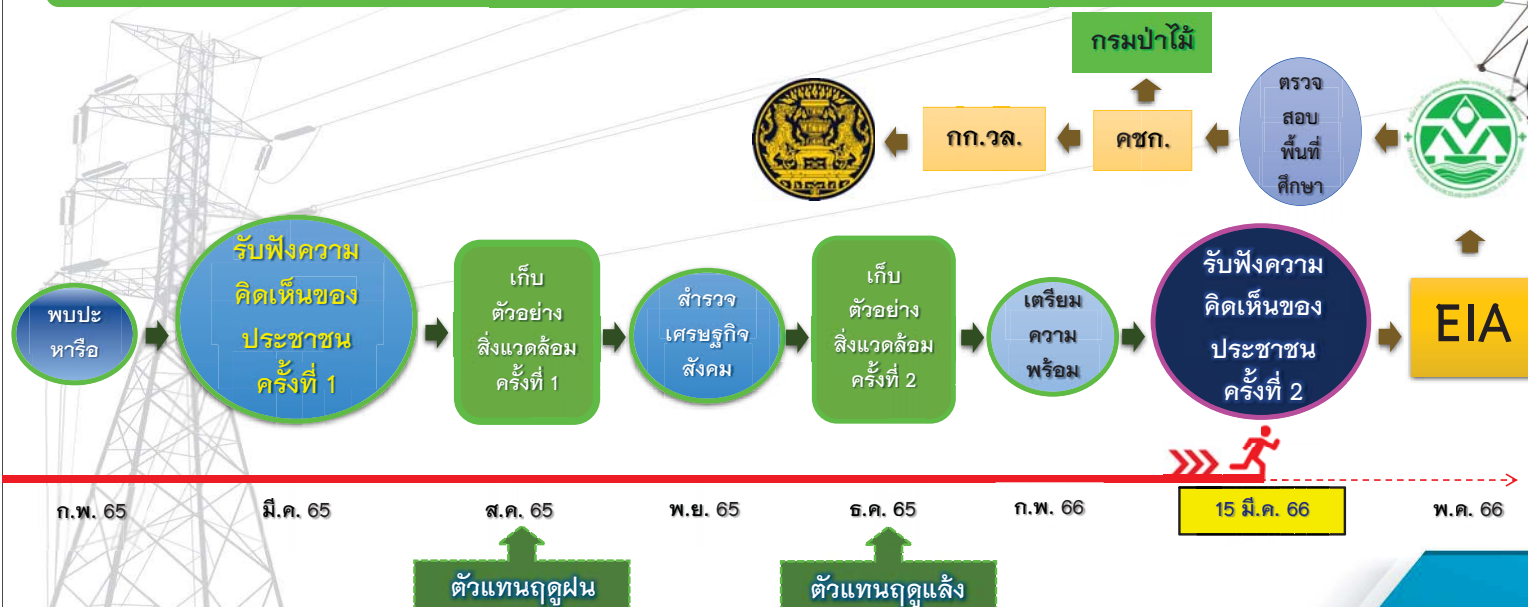 กรมป่าไม้
กก.วล.
คชก.
ตรวจ
สอบ
พื้นที่
ศึกษา
พบปะ
หารือ
รับฟังความ
คิดเห็นของ
ประชาชน
ครั้งที่ 1
เก็บ
ตัวอย่าง
สิ่งแวดล้อม
ครั้งที่ 1
สำรวจ
เศรษฐกิจ
สังคม
เก็บ
ตัวอย่าง
สิ่งแวดล้อม
ครั้งที่ 2
เตรียม
ความ
พร้อม
รับฟังความ
คิดเห็นของ
ประชาชน
ครั้งที่ 2
EIA
ก.พ. 65
มี.ค. 65
ส.ค. 65
พ.ย. 65
ธ.ค. 65
ก.พ. 66
15 มี.ค. 66
พ.ค. 66
ตัวแทนฤดูฝน
ตัวแทนฤดูแล้ง